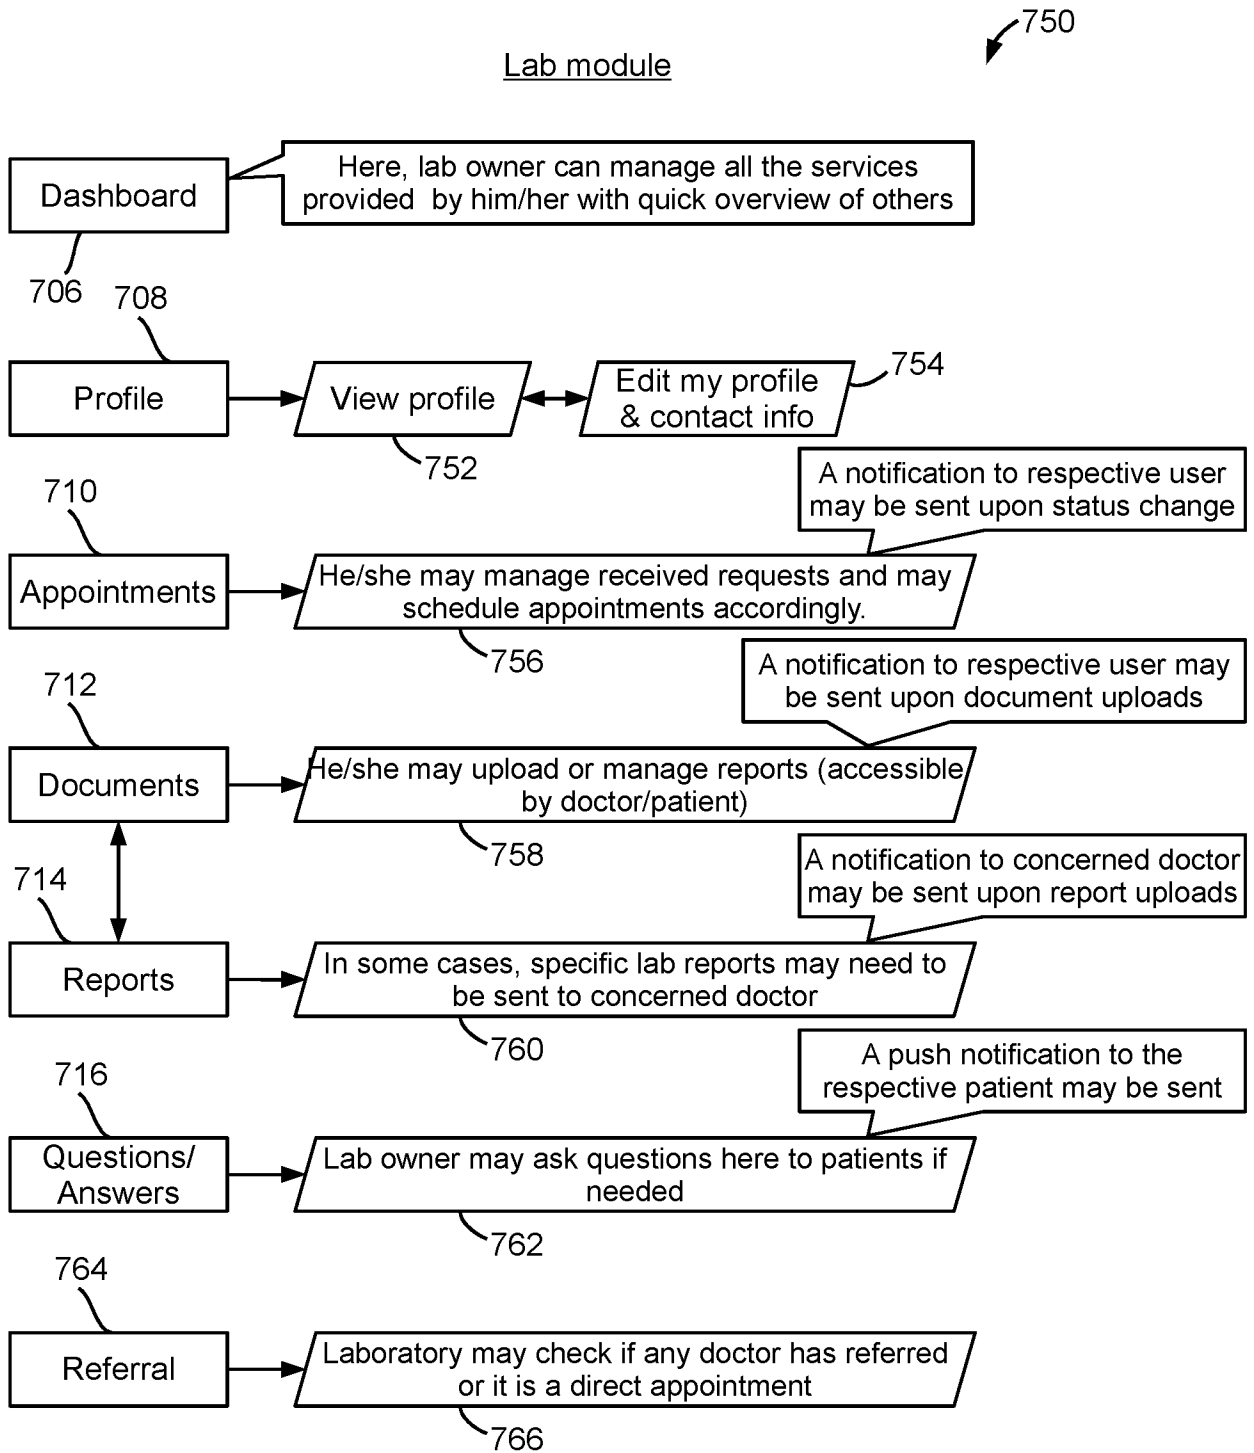 750
Lab module
Here, lab owner can manage all the services
provided by him/her with quick overview of others
Dashboard
706
708
Profile
View profile
Edit my profile
& contact info
754
752
A notification to respective user
may be sent upon status change
710
Appointments
He/she may manage received requests and may
schedule appointments accordingly.
756
A notification to respective user may
be sent upon document uploads
712
Documents
He/she may upload or manage reports (accessible
by doctor/patient)
758
A notification to concerned doctor
may be sent upon report uploads
714
Reports
In some cases, specific lab reports may need to
be sent to concerned doctor
760
A push notification to the
respective patient may be sent
716
Questions/
Answers
Lab owner may ask questions here to patients if
needed
762
764
Referral
Laboratory may check if any doctor has referred
or it is a direct appointment
766